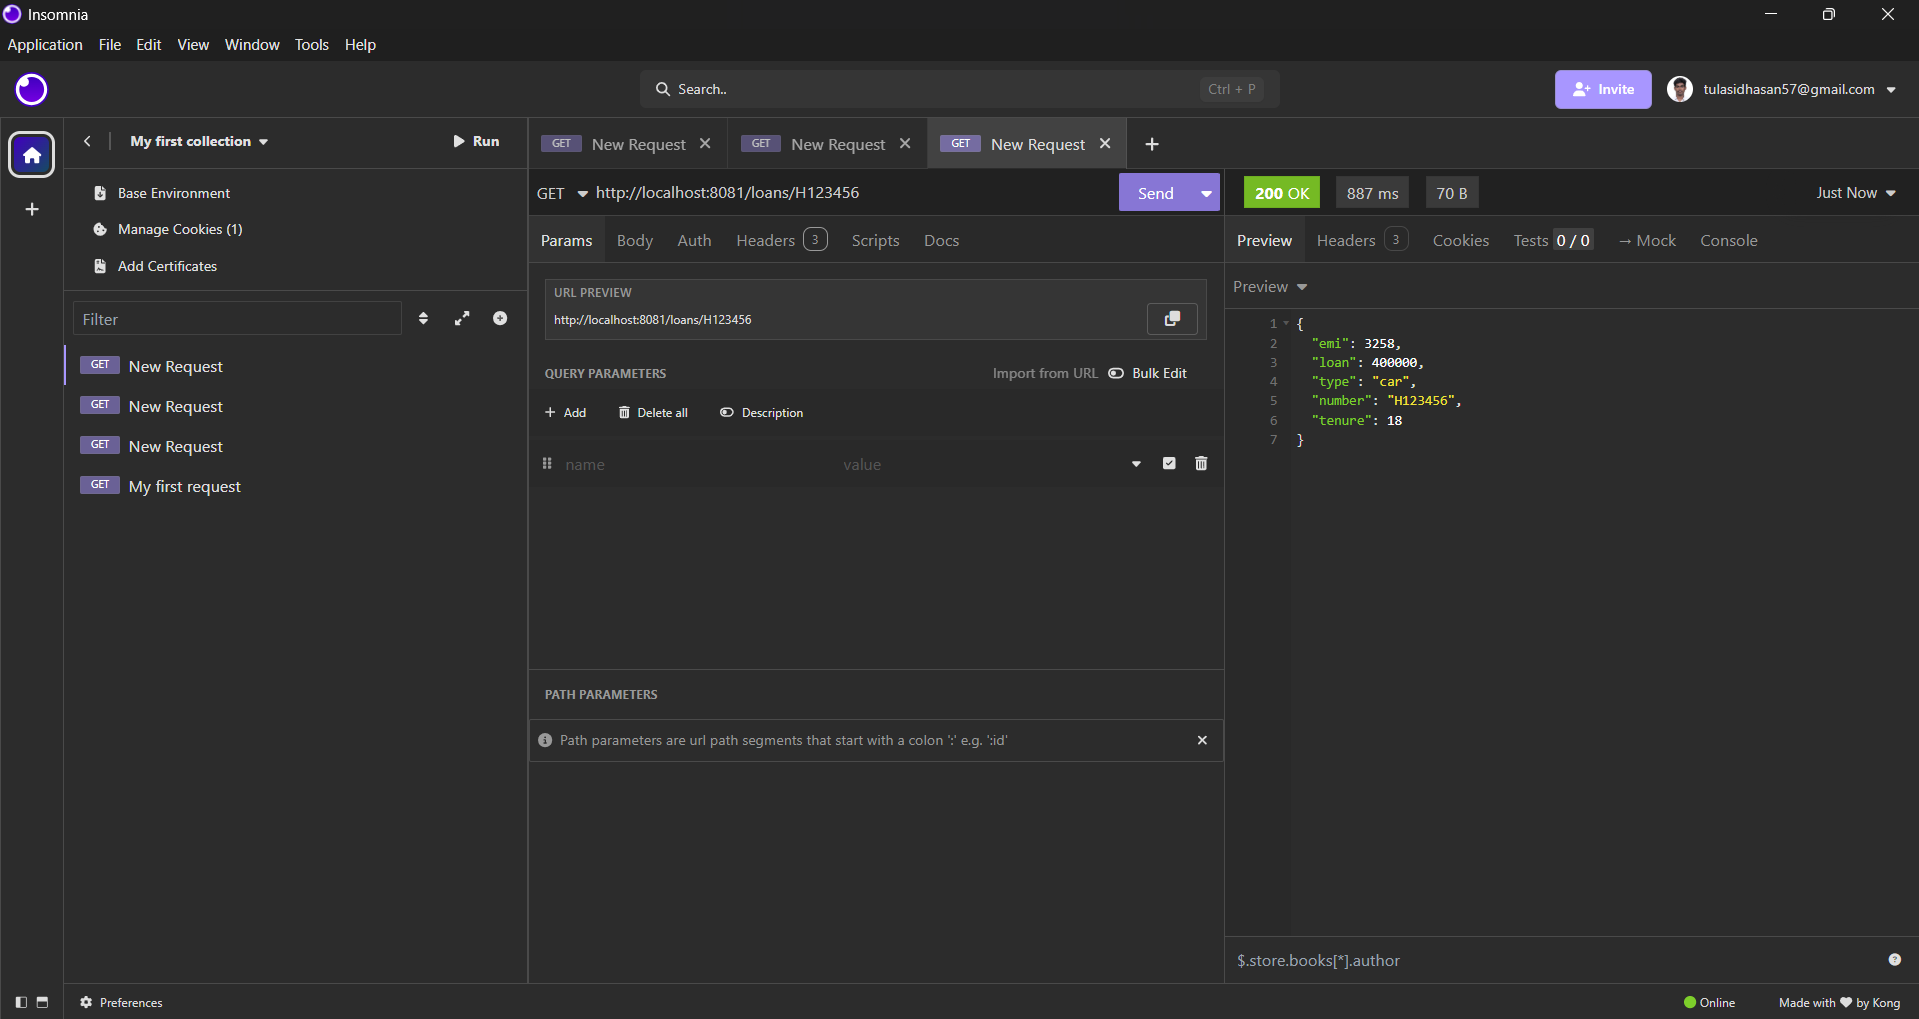 Insomnia
Application File Edit View Window Tools Help
Search.. Ctrl + P
Invite
tulasidhasan57@gmail.com
My first collection
Run
Base Environment
Manage Cookies (1)
Add Certificates
Filter
GET New Request
GET New Request
GET New Request
GET My first request
GET New Request
GET New Request
GET New Request
GET http://localhost:8081/loans/H123456
Send
Params Body Auth Headers 3 Scripts Docs
URL PREVIEW
http://localhost:8081/loans/H123456
QUERY PARAMETERS
Import from URL
Bulk Edit
Add
Delete all
Description
name value
PATH PARAMETERS
Path parameters are url path segments that start with a colon ':' e.g. ':id'
200 OK 887 ms 70 B
Just Now
Preview Headers 3 Cookies Tests 0 / 0 → Mock Console
Preview
1 {
2 "emi": 3258,
3 "loan": 400000,
4 "type": "car",
5 "number": "H123456",
6 "tenure": 18
7 }
$.store.books[*].author
Preferences
Online
Made with ♥ by Kong